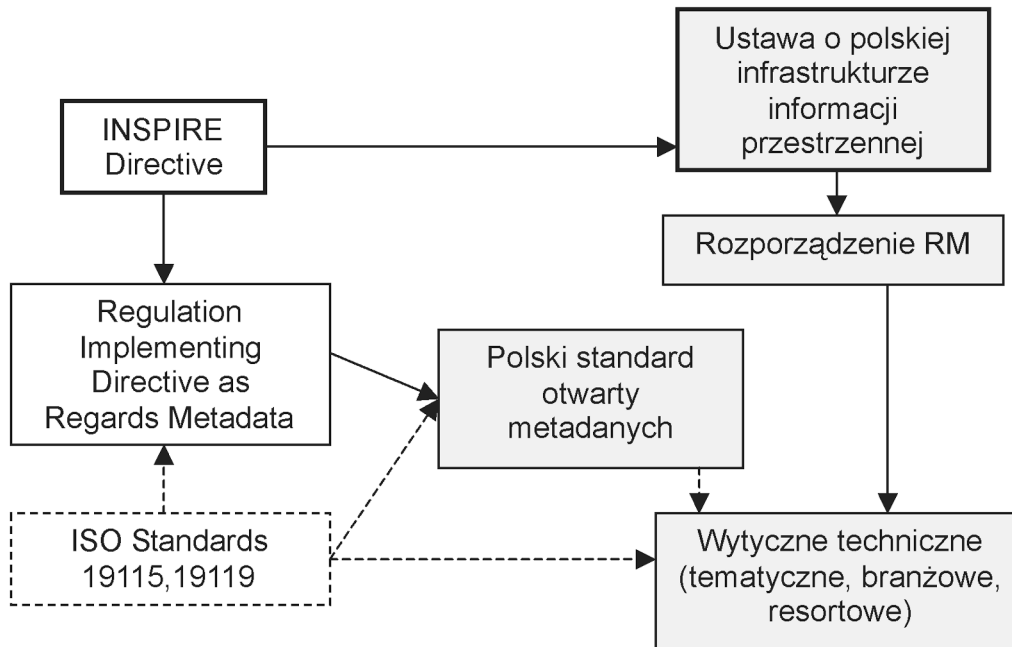 Ustawa o polskiej
infrastrukturze
informacji
przestrzennej
INSPIRE
Directive
Rozporządzenie RM
Regulation
Implementing
Directive as
Regards Metadata
Polski standard
otwarty
metadanych
ISO Standards
19115,19119
Wytyczne techniczne
(tematyczne, branżowe,
resortowe)